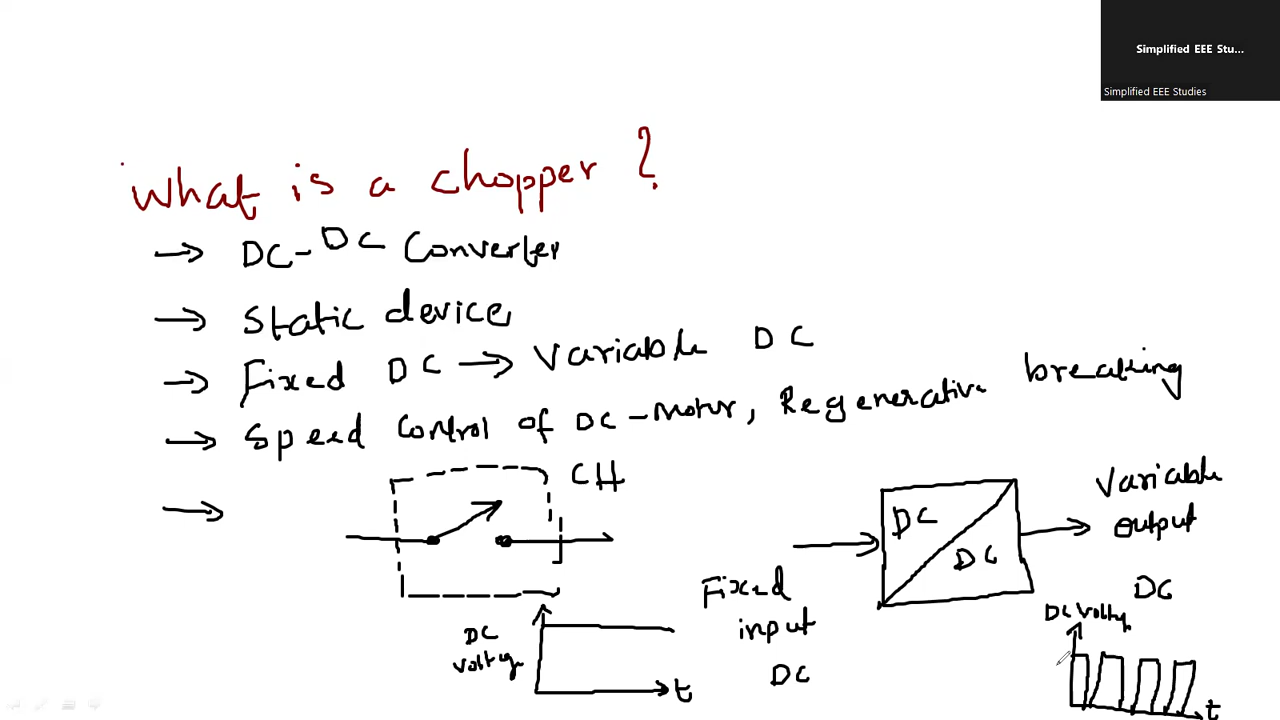 Simplified EEE Stu...
Simplified EEE Studies
What is a chopper ?
→ DC-DC Converter
→ Static device
→ Fixed DC → Variable DC
→ Speed control of DC-Motor, Regenerative breaking
→
CH
DC
DC
Variable
output
DC
Fixed
input
DC
DC
voltage
t
DC Voltage
t